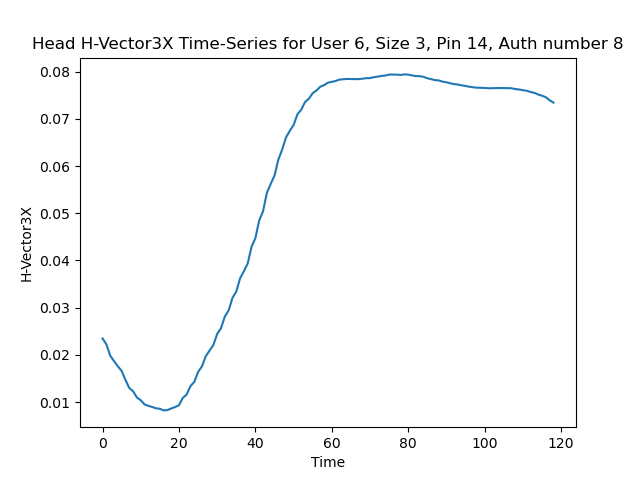 Head H-Vector3X Time-Series for User 6, Size 3, Pin 14, Auth number 8
0.08
0.07
0.06
0.05
0.04
0.03
0.02
0.01
H-Vector3X
0 20 40 60 80 100 120
Time